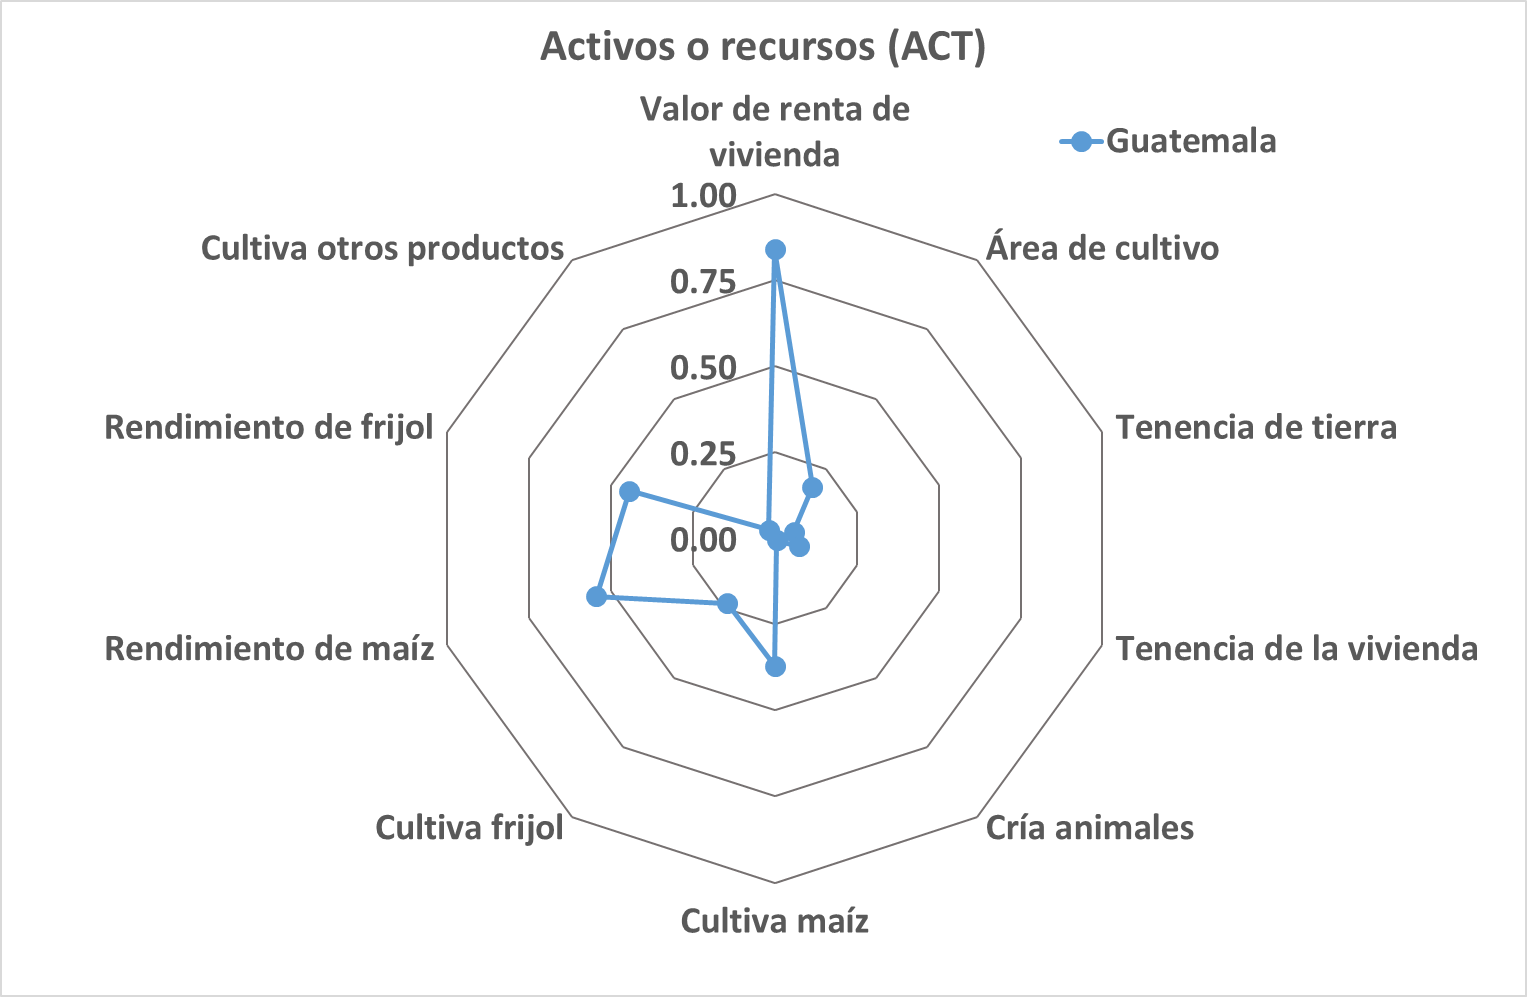 Activos o recursos (ACT)
Valor de renta de
vivienda
Guatemala
1.00
Cultiva otros productos
Área de cultivo
0.75
0.50
Rendimiento de frijol
Tenencia de tierra
0.25
0.00
Rendimiento de maíz
Tenencia de la vivienda
Cultiva frijol
Cría animales
Cultiva maíz